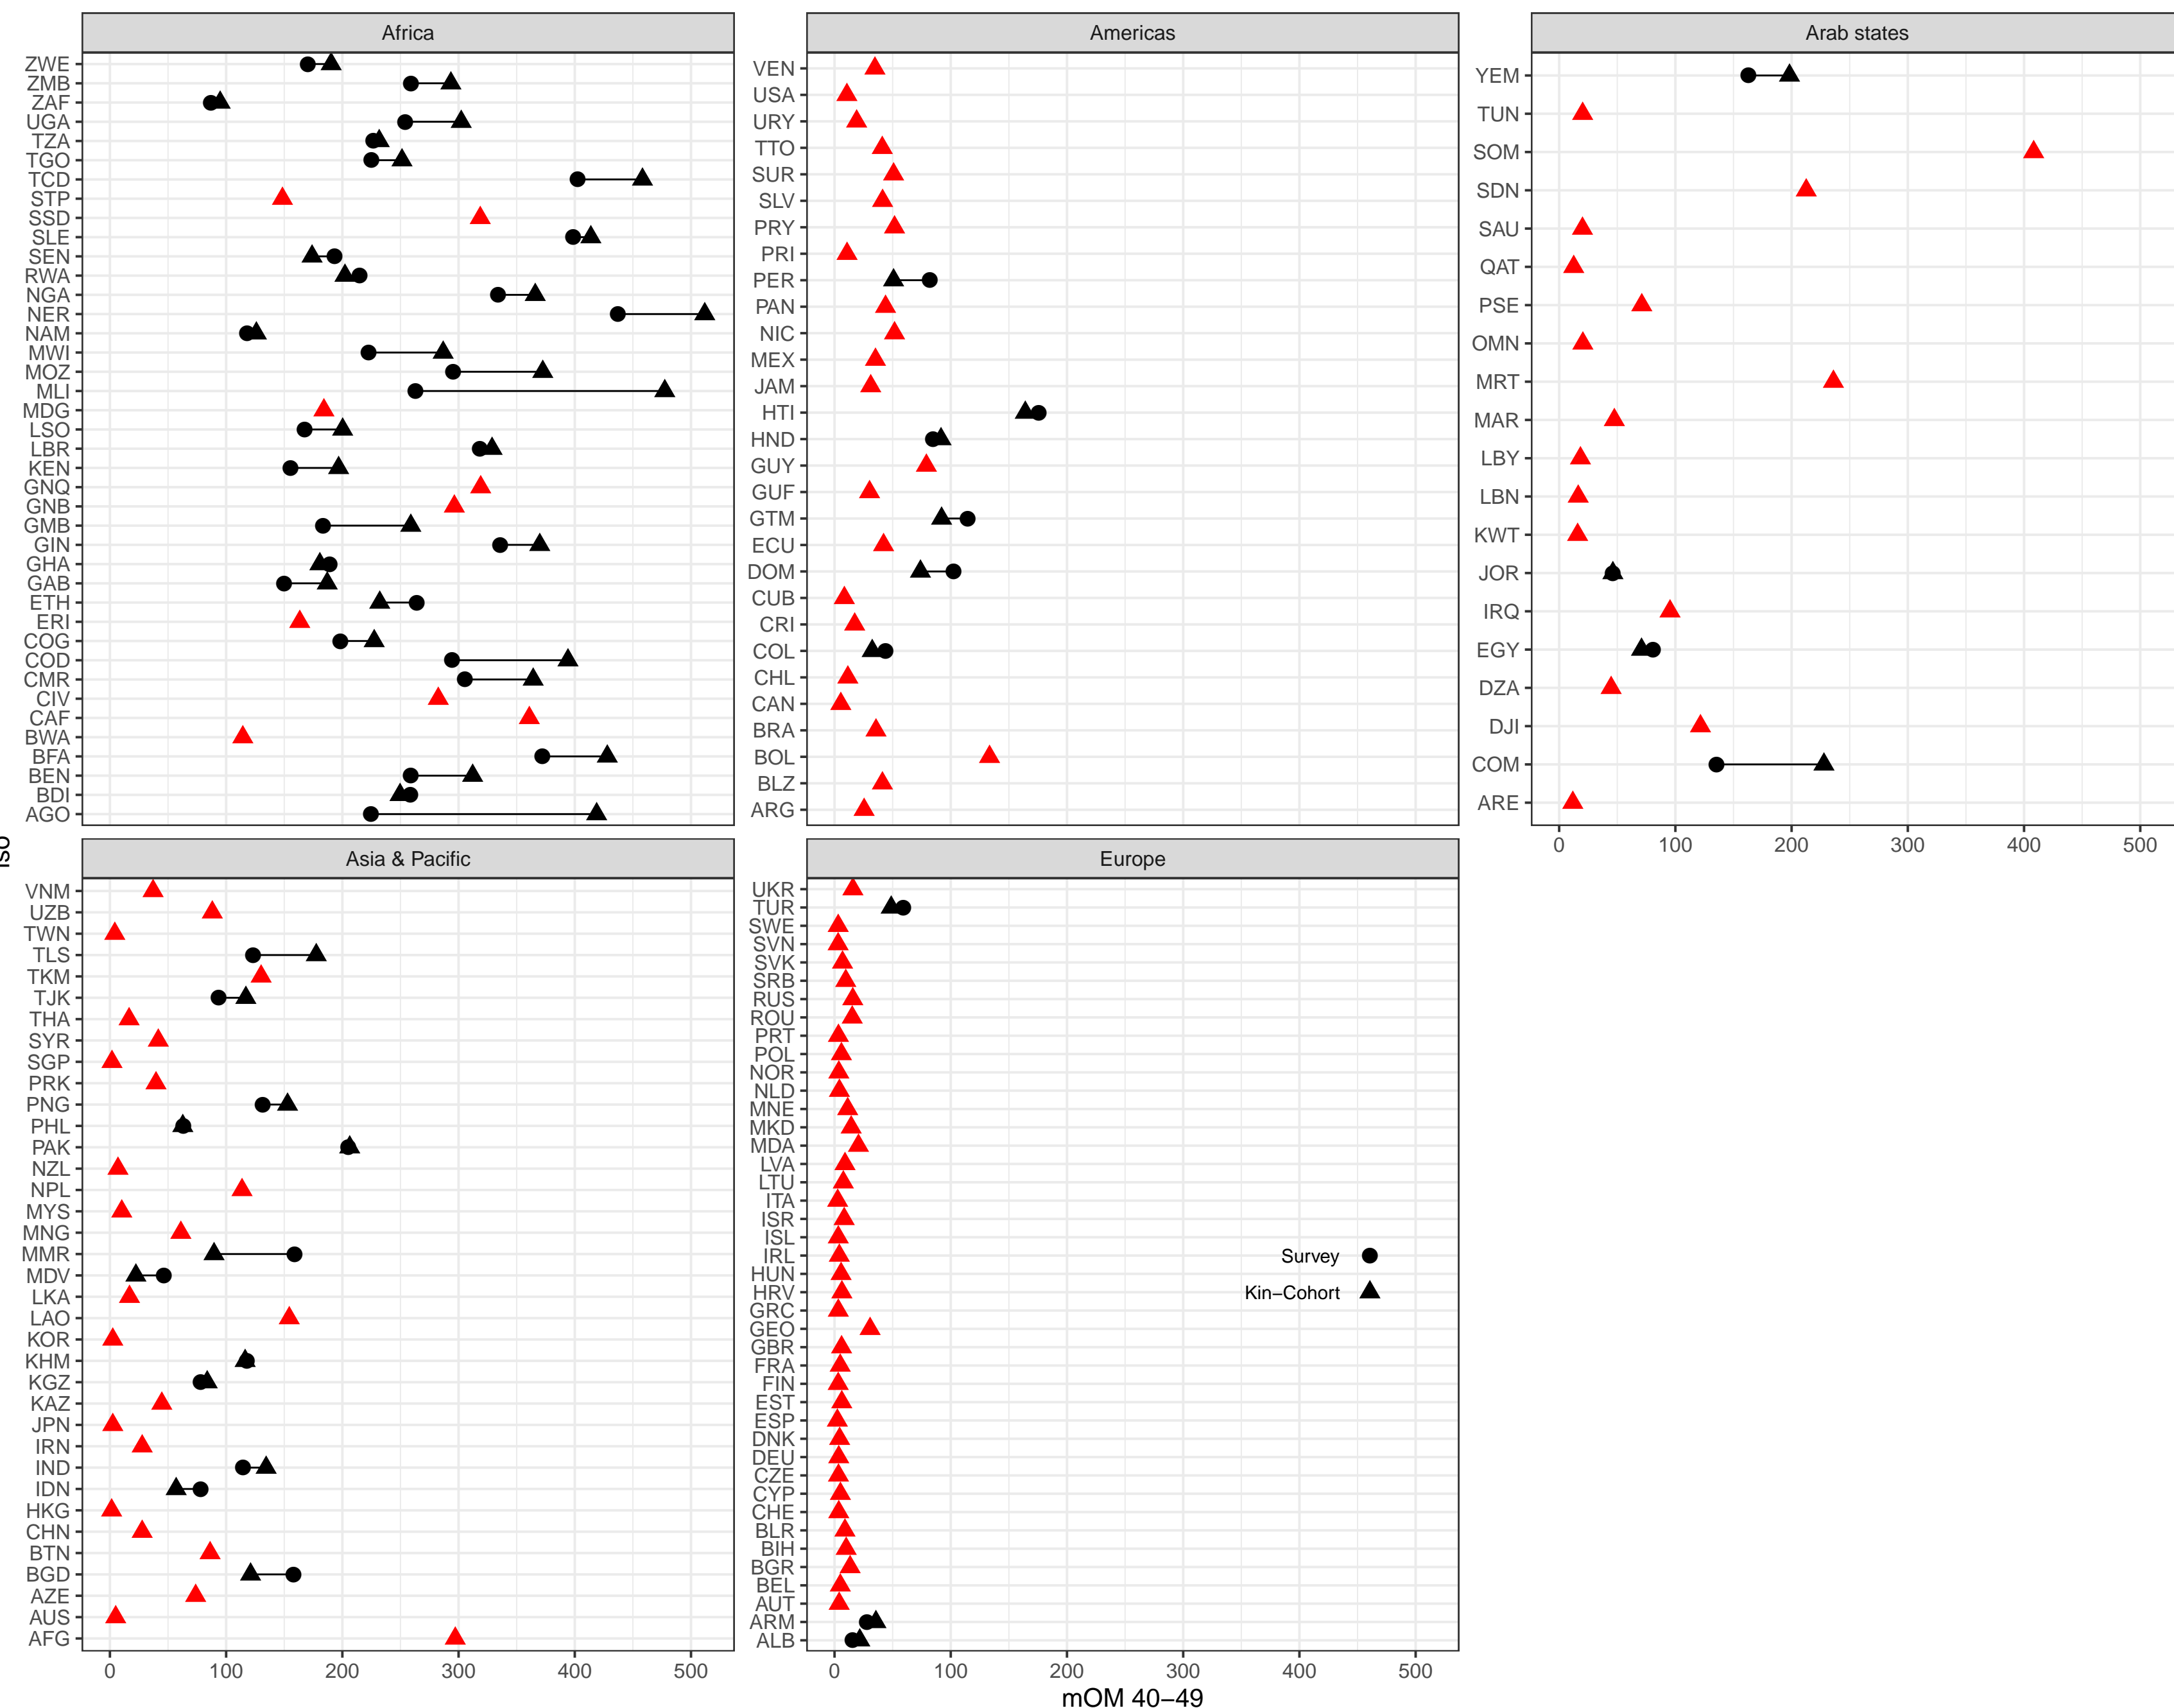 Africa
ZWE
ZMB
ZAF
UGA
TZA
TGO
TCD
STP
SSD
SLE
SEN
RWA
NGA
NER
NAM
MWI
MOZ
MLI
MDG
LSO
LBR
KEN
GNQ
GNB
GMB
GIN
GHA
GAB
ETH
ERI
COG
COD
CMR
CIV
CAF
BWA
BFA
BEN
BDI
AGO
Americas
VEN
USA
URY
TTO
SUR
SLV
PRY
PRI
PER
PAN
NIC
MEX
JAM
HTI
HND
GUY
GUF
GTM
ECU
DOM
CUB
CRI
COL
CHL
CAN
BRA
BOL
BLZ
ARG
Arab states
YEM
TUN
SOM
SDN
SAU
QAT
PSE
OMN
MRT
MAR
LBY
LBN
KWT
JOR
IRQ
EGY
DZA
DJI
COM
ARE
0 100 200 300 400 500
iso
Asia & Pacific
VNM
UZB
TWN
TLS
TKM
TJK
THA
SYR
SGP
PRK
PNG
PHL
PAK
NZL
NPL
MYS
MNG
MMR
MDV
LKA
LAO
KOR
KHM
KGZ
KAZ
JPN
IRN
IND
IDN
HKG
CHN
BTN
BGD
AZE
AUS
AFG
0 100 200 300 400 500
Europe
UKR
TUR
SWE
SVN
SVK
SRB
RUS
ROU
PRT
POL
NOR
NLD
MNE
MKD
MDA
LVA
LTU
ITA
ISR
ISL
IRL
HUN
HRV
GRC
GEO
GBR
FRA
FIN
EST
ESP
DNK
DEU
CZE
CYP
CHE
BLR
BIH
BGR
BEL
AUT
ARM
ALB
Survey
Kin−Cohort
0 100 200 300 400 500
mOM 40−49